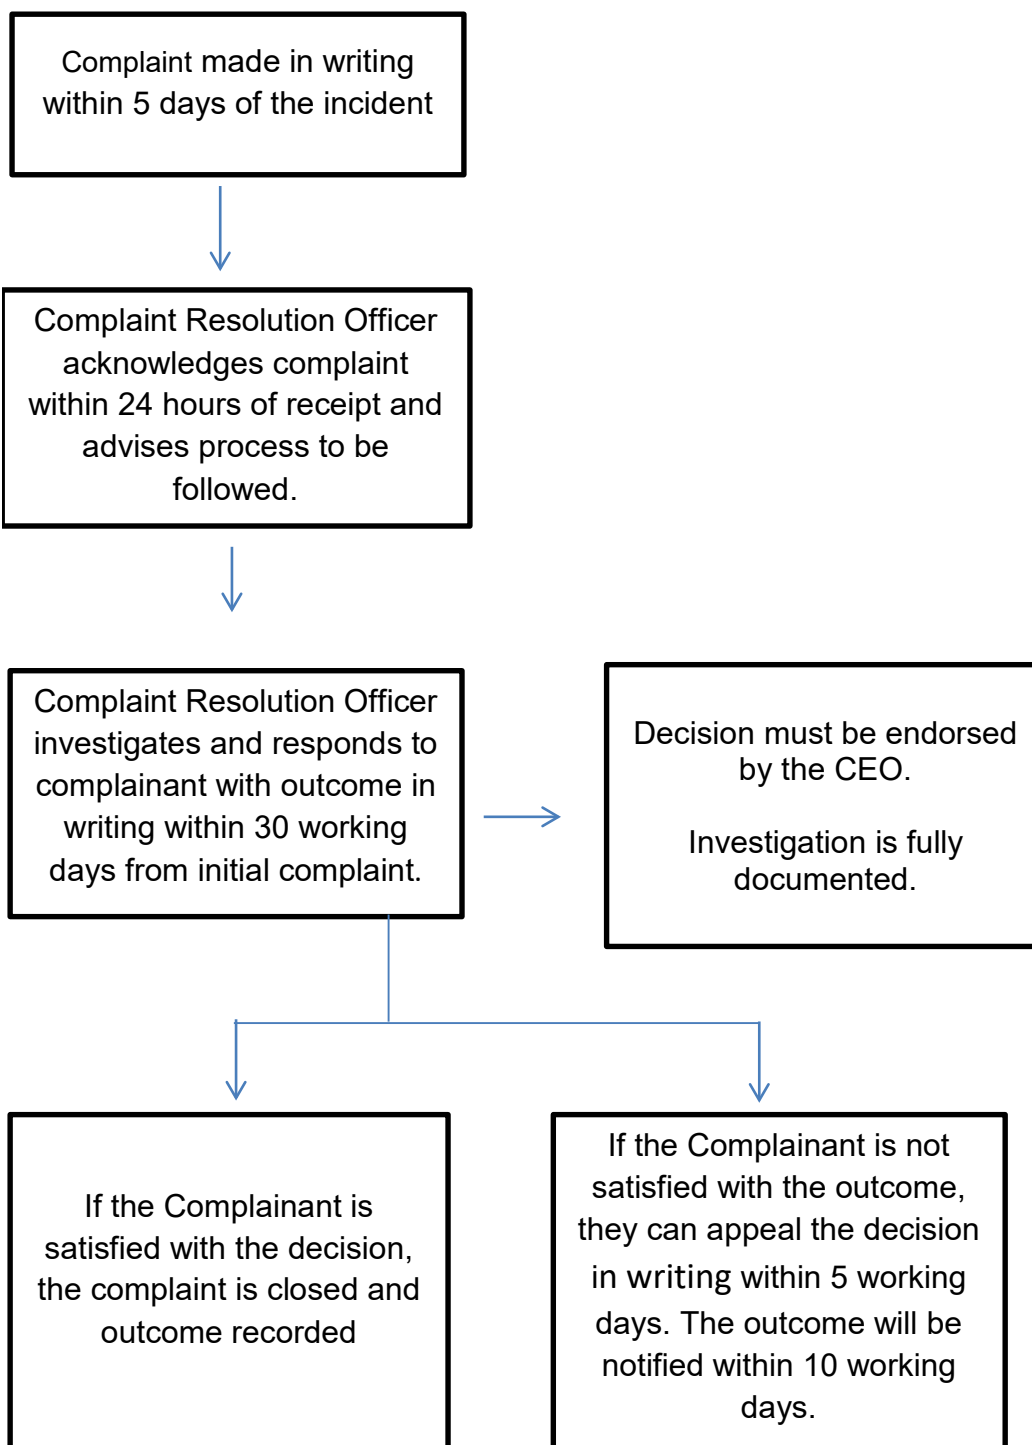 Complaint made in writing
within 5 days of the incident
Complaint Resolution Officer
acknowledges complaint
within 24 hours of receipt and
advises process to be
followed.
Complaint Resolution Officer
investigates and responds to
complainant with outcome in
writing within 30 working
days from initial complaint.
Decision must be endorsed
by the CEO.
Investigation is fully
documented.
If the Complainant is
satisfied with the decision,
the complaint is closed and
outcome recorded
If the Complainant is not
satisfied with the outcome,
they can appeal the decision
in writing within 5 working
days. The outcome will be
notified within 10 working
days.